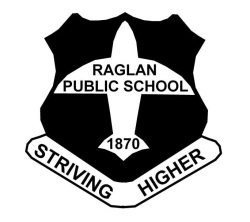 RAGLAN
PUBLIC SCHOOL
1870
STRIVING HIGHER